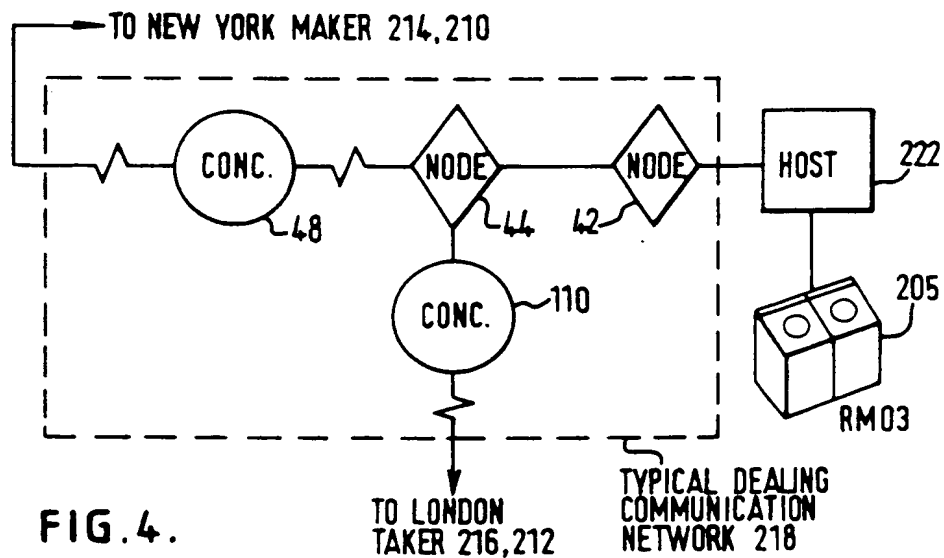 TO NEW YORK MAKER 214, 210
CONC.
48
NODE
44
NODE
42
HOST
222
CONC.
110
205
RM03
TO LONDON
TAKER 216, 212
TYPICAL DEALING
COMMUNICATION
NETWORK 218
FIG. 4.